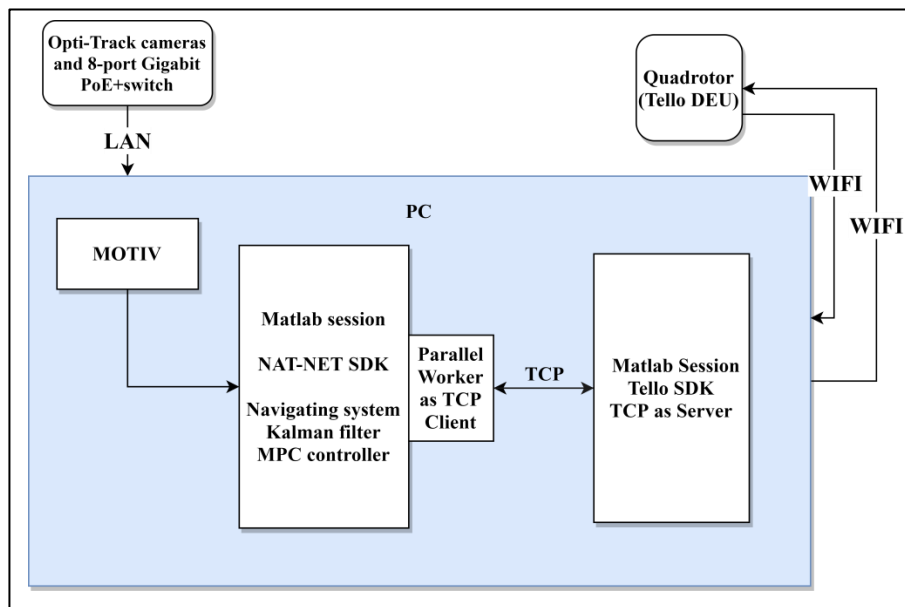 Opti-Track cameras
and 8-port Gigabit
PoE+switch
LAN
Quadrotor
(Tello DEU)
WIFI
WIFI
PC
MOTIV
Matlab session
NAT-NET SDK
Navigating system
Kalman filter
MPC controller
Parallel
Worker
as TCP
Client
TCP
Matlab Session
Tello SDK
TCP as Server